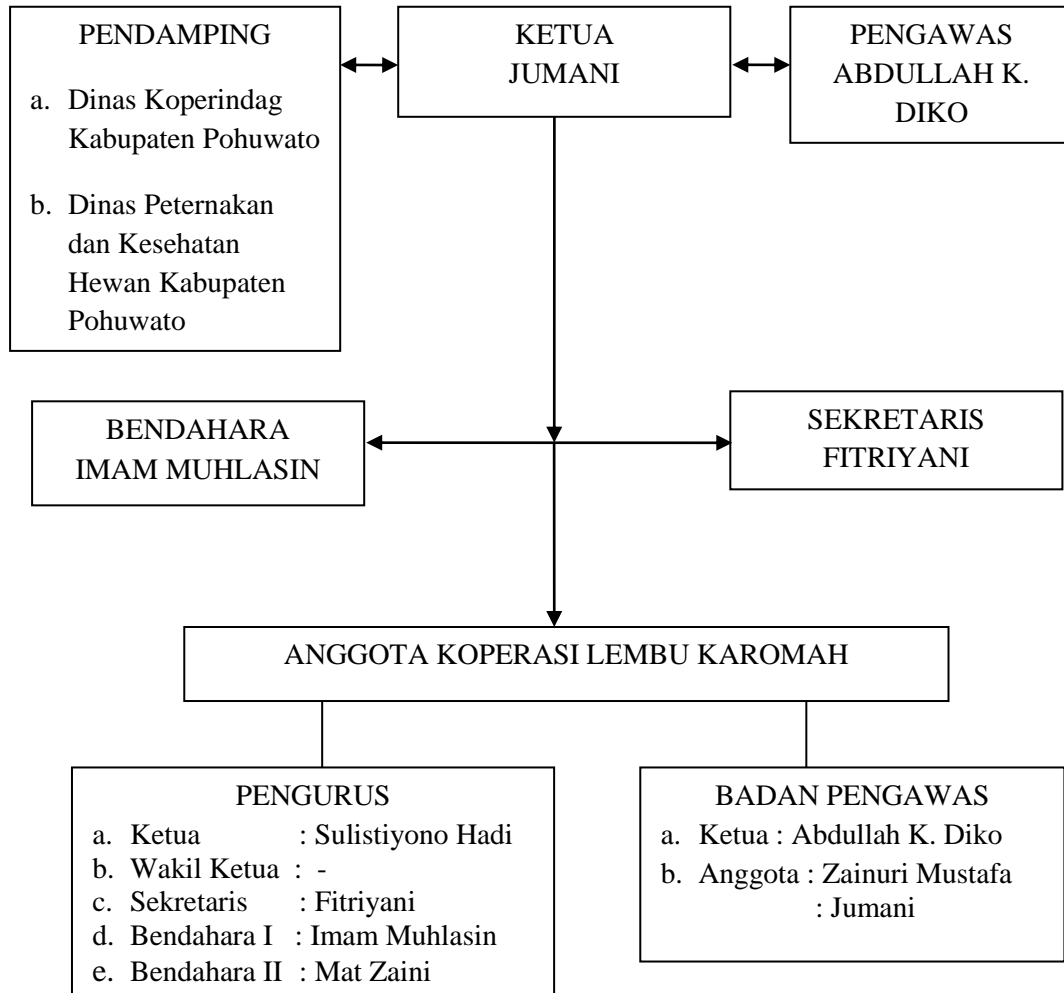 PENDAMPING
a. Dinas Koperindag
Kabupaten Pohuwato
b. Dinas Peternakan
dan Kesehatan
Hewan Kabupaten
Pohuwato
KETUA
JUMANI
PENGAWAS
ABDULLAH K.
DIKO
BENDAHARA
IMAM MUHLASIN
SEKRETARIS
FITRIYANI
ANGGOTA KOPERASI LEMBU KAROMAH
PENGURUS
a. Ketua : Sulistiyono Hadi
b. Wakil Ketua : -
c. Sekretaris : Fitriyani
d. Bendahara I : Imam Muhlasin
e. Bendahara II : Mat Zaini
BADAN PENGAWAS
a. Ketua : Abdullah K. Diko
b. Anggota : Zainuri Mustafa
: Jumani